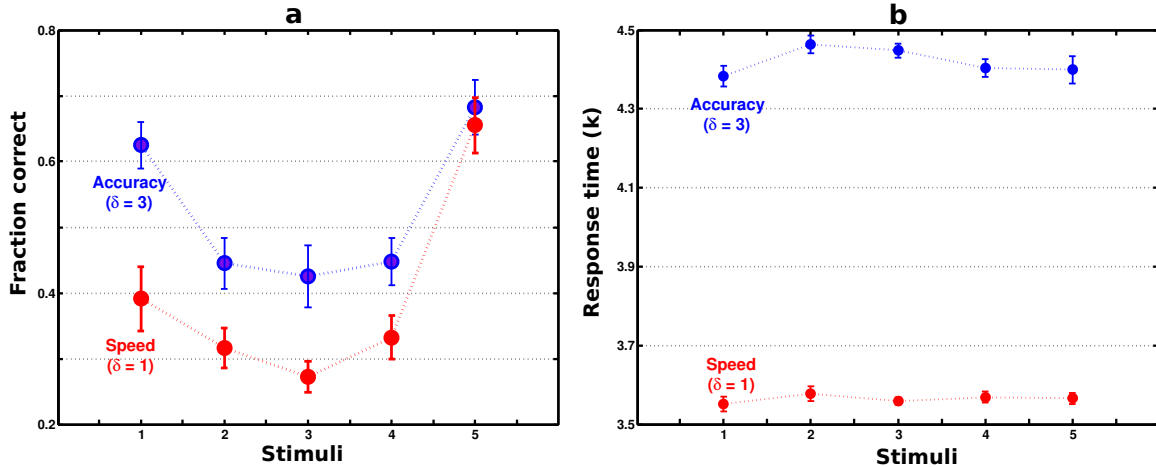 a
0.8
0.6
0.4
0.2
Fraction correct
Accuracy
(δ = 3)
Speed
(δ = 1)
1 2 3 4 5
Stimuli
b
4.5
4.3
4.1
3.9
3.7
3.5
Response time (k)
Accuracy
(δ = 3)
Speed
(δ = 1)
1 2 3 4 5
Stimuli